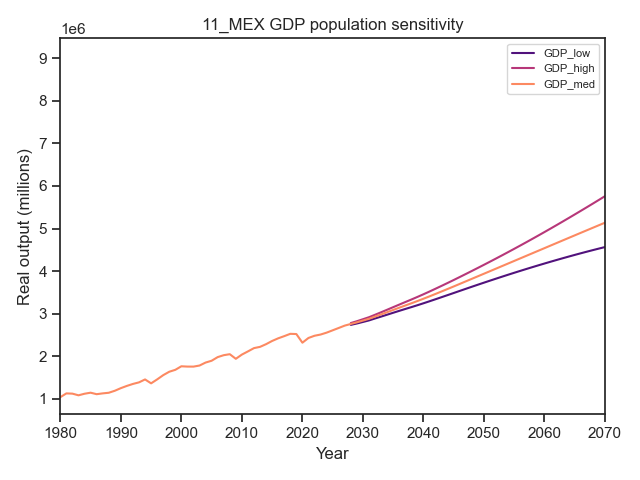 11_MEX GDP population sensitivity
1e6
GDP_low
GDP_high
GDP_med
9
8
7
6
5
4
3
2
1
Real output (millions)
1980 1990 2000 2010 2020 2030 2040 2050 2060 2070
Year